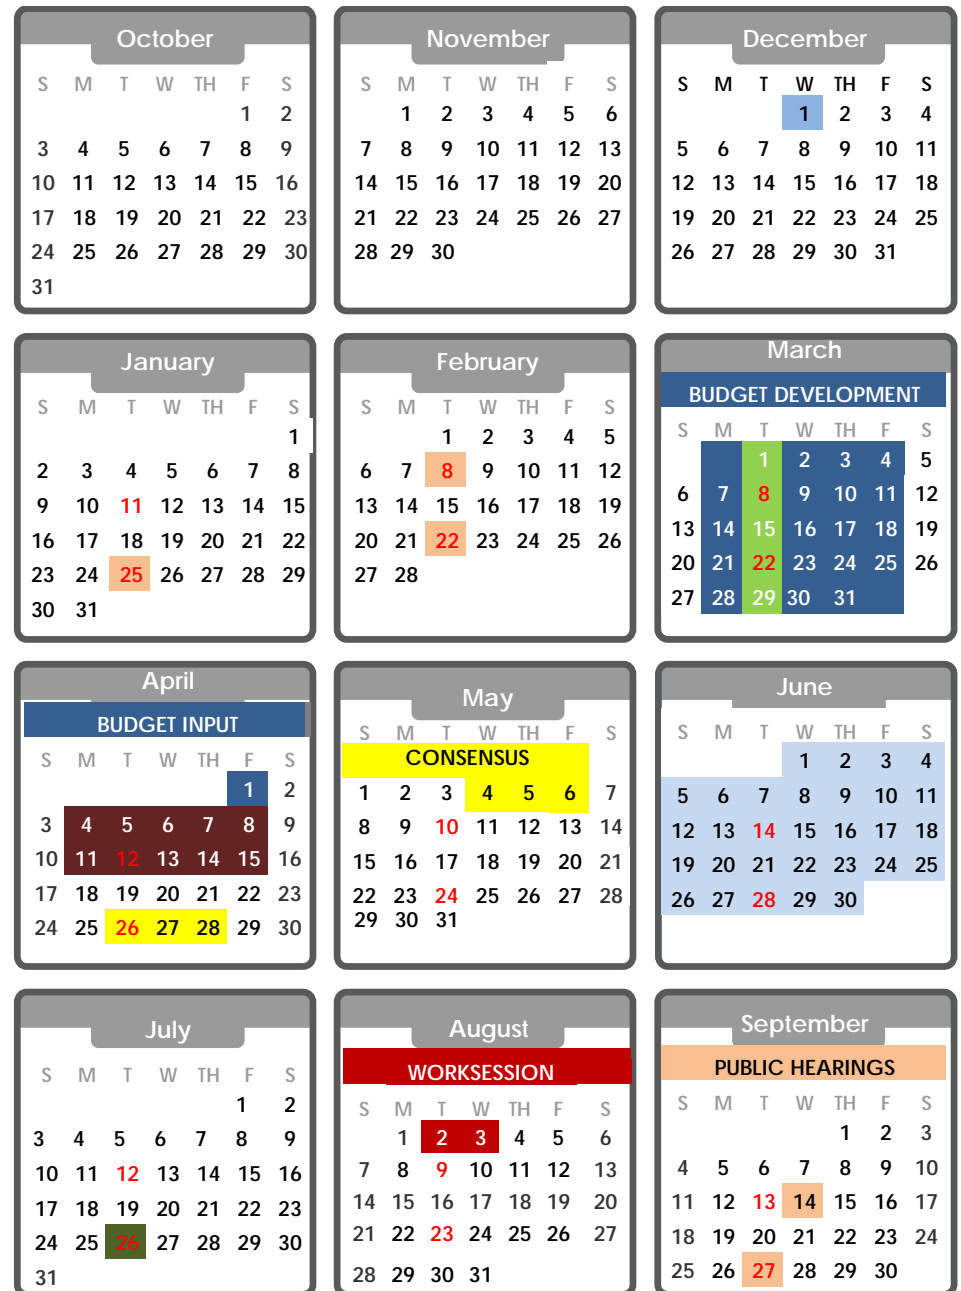 October
S M T W TH F S
1 2
3 4 5 6 7 8 9
10 11 12 13 14 15 16
17 18 19 20 21 22 23
24 25 26 27 28 29 30
31
November
S M T W TH F S
1 2 3 4 5 6
7 8 9 10 11 12 13
14 15 16 17 18 19 20
21 22 23 24 25 26 27
28 29 30
December
S M T W TH F S
1 2 3 4
5 6 7 8 9 10 11
12 13 14 15 16 17 18
19 20 21 22 23 24 25
26 27 28 29 30 31
January
S M T W TH F S
1
2 3 4 5 6 7 8
9 10 11 12 13 14 15
16 17 18 19 20 21 22
23 24 25 26 27 28 29
30 31
February
S M T W TH F S
1 2 3 4 5
6 7 8 9 10 11 12
13 14 15 16 17 18 19
20 21 22 23 24 25 26
27 28
March
BUDGET DEVELOPMENT
S M T W TH F S
1 2 3 4 5
6 7 8 9 10 11 12
13 14 15 16 17 18 19
20 21 22 23 24 25 26
27 28 29 30 31
April
BUDGET INPUT
S M T W TH F S
1 2
3 4 5 6 7 8 9
10 11 12 13 14 15 16
17 18 19 20 21 22 23
24 25 26 27 28 29 30
May
S M T W TH F S
CONSENSUS
1 2 3 4 5 6 7
8 9 10 11 12 13 14
15 16 17 18 19 20 21
22 23 24 25 26 27 28
29 30 31
June
S M T W TH F S
1 2 3 4
5 6 7 8 9 10 11
12 13 14 15 16 17 18
19 20 21 22 23 24 25
26 27 28 29 30
July
S M T W TH F S
1 2
3 4 5 6 7 8 9
10 11 12 13 14 15 16
17 18 19 20 21 22 23
24 25 26 27 28 29 30
31
August
WORKSESSION
S M T W TH F S
1 2 3 4 5 6
7 8 9 10 11 12 13
14 15 16 17 18 19 20
21 22 23 24 25 26 27
28 29 30 31
September
PUBLIC HEARINGS
S M T W TH F S
1 2 3
4 5 6 7 8 9 10
11 12 13 14 15 16 17
18 19 20 21 22 23 24
25 26 27 28 29 30